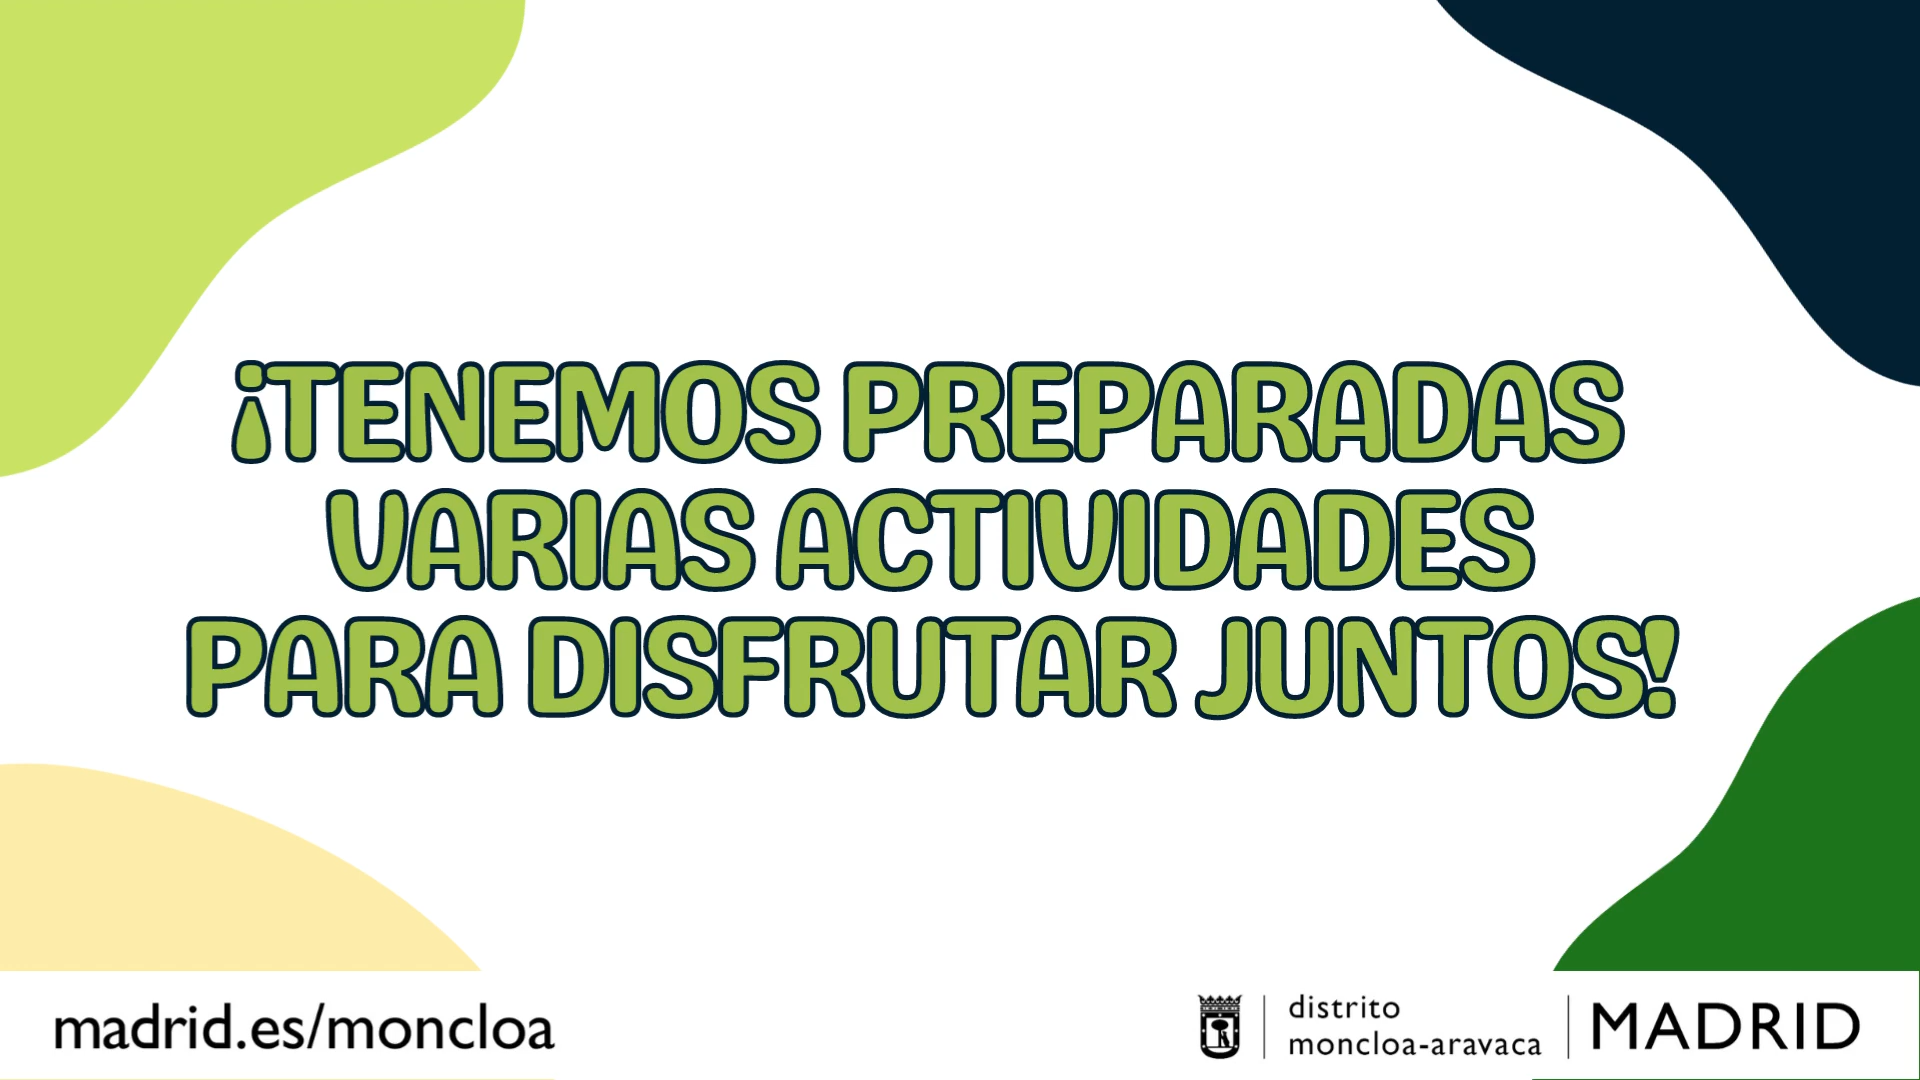 ¡TENEMOS PREPARADAS
VARIAS ACTIVIDADES
PARA DISFRUTAR JUNTOS!
madrid.es/moncloa
distrito
moncloa-aravaca
MADRID